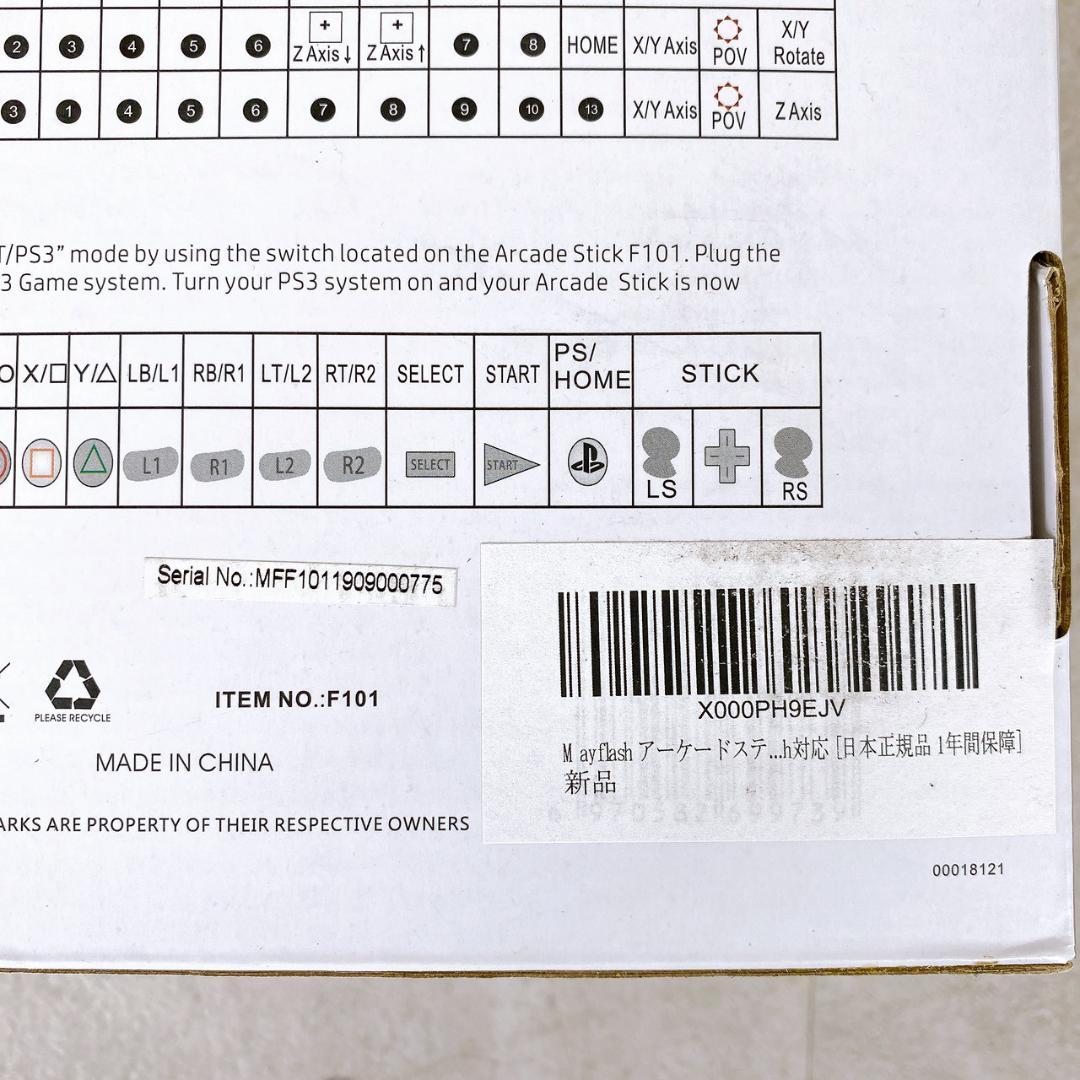 2 3 4 5 6 + Z Axis↓ + Z Axis↑ 7 8 HOME X/Y Axis POV X/Y Rotate
3 1 4 5 6 7 8 9 10 13 X/Y Axis POV Z Axis
T/PS3” mode by using the switch located on the Arcade Stick F101. Plug the
3 Game system. Turn your PS3 system on and your Arcade Stick is now
O X/□ Y/△ LB/L1 RB/R1 LT/L2 RT/R2 SELECT START PS/HOME STICK
L1 R1 L2 R2 SELECT START LS RS
Serial No.:MFF1011909000775
X000PH9EJV
Mayflash アーケードステ...h対応 [日本正規品 1年間保障]
新品
6970362699739
PLEASE RECYCLE
ITEM NO.:F101
MADE IN CHINA
ARKS ARE PROPERTY OF THEIR RESPECTIVE OWNERS
00018121